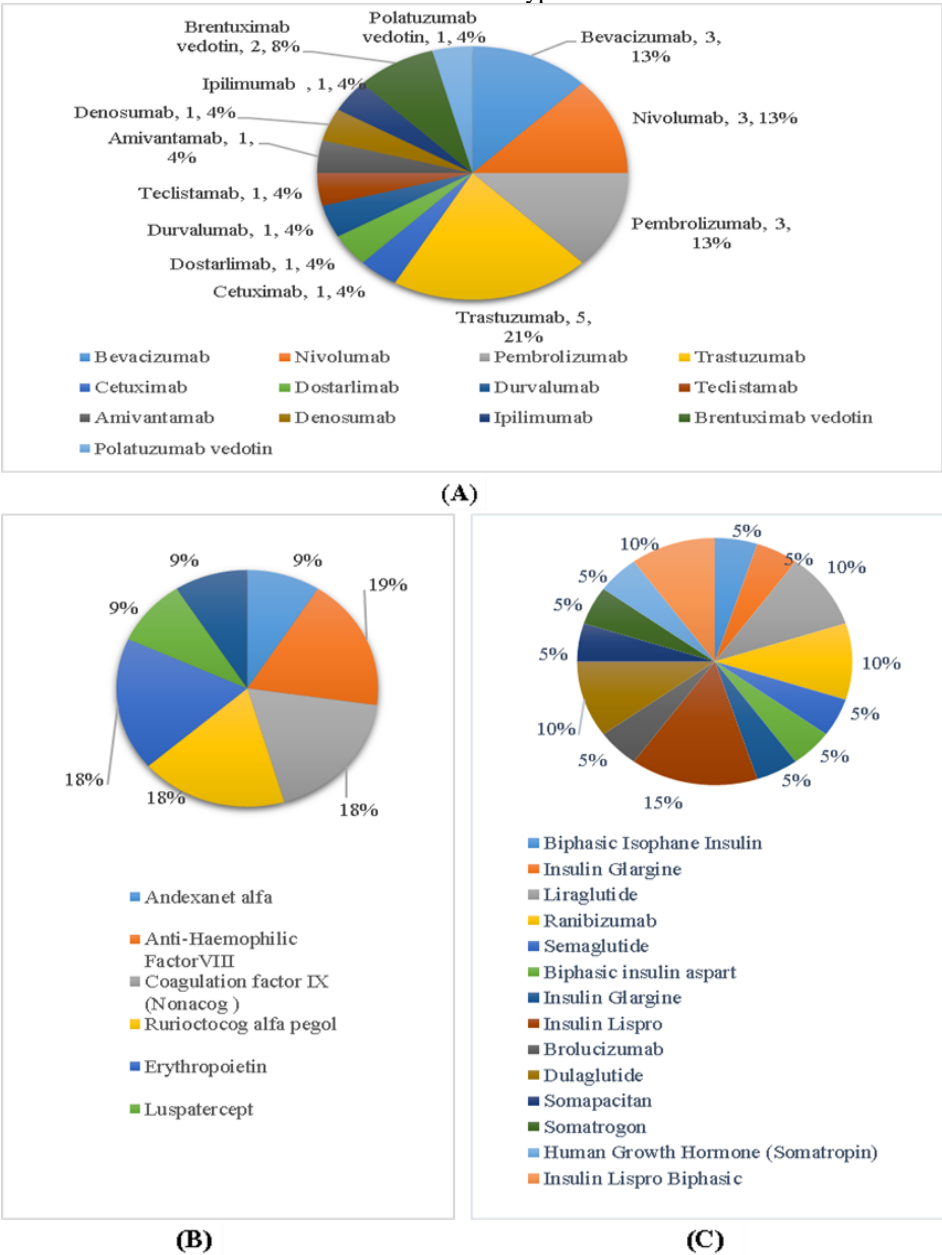 Polatuzumab
vedotin, 1, 4%
Brentuximab
vedotin, 2, 8%
Bevacizumab, 3,
13%
Ipilimumab , 1, 4%
Denosumab, 1, 4%
Nivolumab, 3, 13%
Amivantamab, 1,
4%
Teclistamab, 1, 4%
Pembrolizumab, 3,
13%
Durvalumab, 1, 4%
Dostarlimab, 1, 4%
Cetuximab, 1, 4%
Trastuzumab, 5,
21%
Bevacizumab
Nivolumab
Pembrolizumab
Trastuzumab
Cetuximab
Dostarlimab
Durvalumab
Teclistamab
Amivantamab
Denosumab
Ipilimumab
Brentuximab vedotin
Polatuzumab vedotin
(A)
9%
9%
19%
9%
18%
18%
18%
Andexanet alfa
Anti-Haemophilic
FactorVIII
Coagulation factor IX
(Nonacog )
Rurioctocog alfa pegol
Erythropoietin
Luspatercept
(B)
10%
5%
5%
10%
5%
5%
10%
5%
5%
10%
5%
5%
5%
15%
Biphasic Isophane Insulin
Insulin Glargine
Liraglutide
Ranibizumab
Semaglutide
Biphasic insulin aspart
Insulin Glargine
Insulin Lispro
Brolucizumab
Dulaglutide
Somapacitan
Somatrogon
Human Growth Hormone (Somatropin)
Insulin Lispro Biphasic
(C)